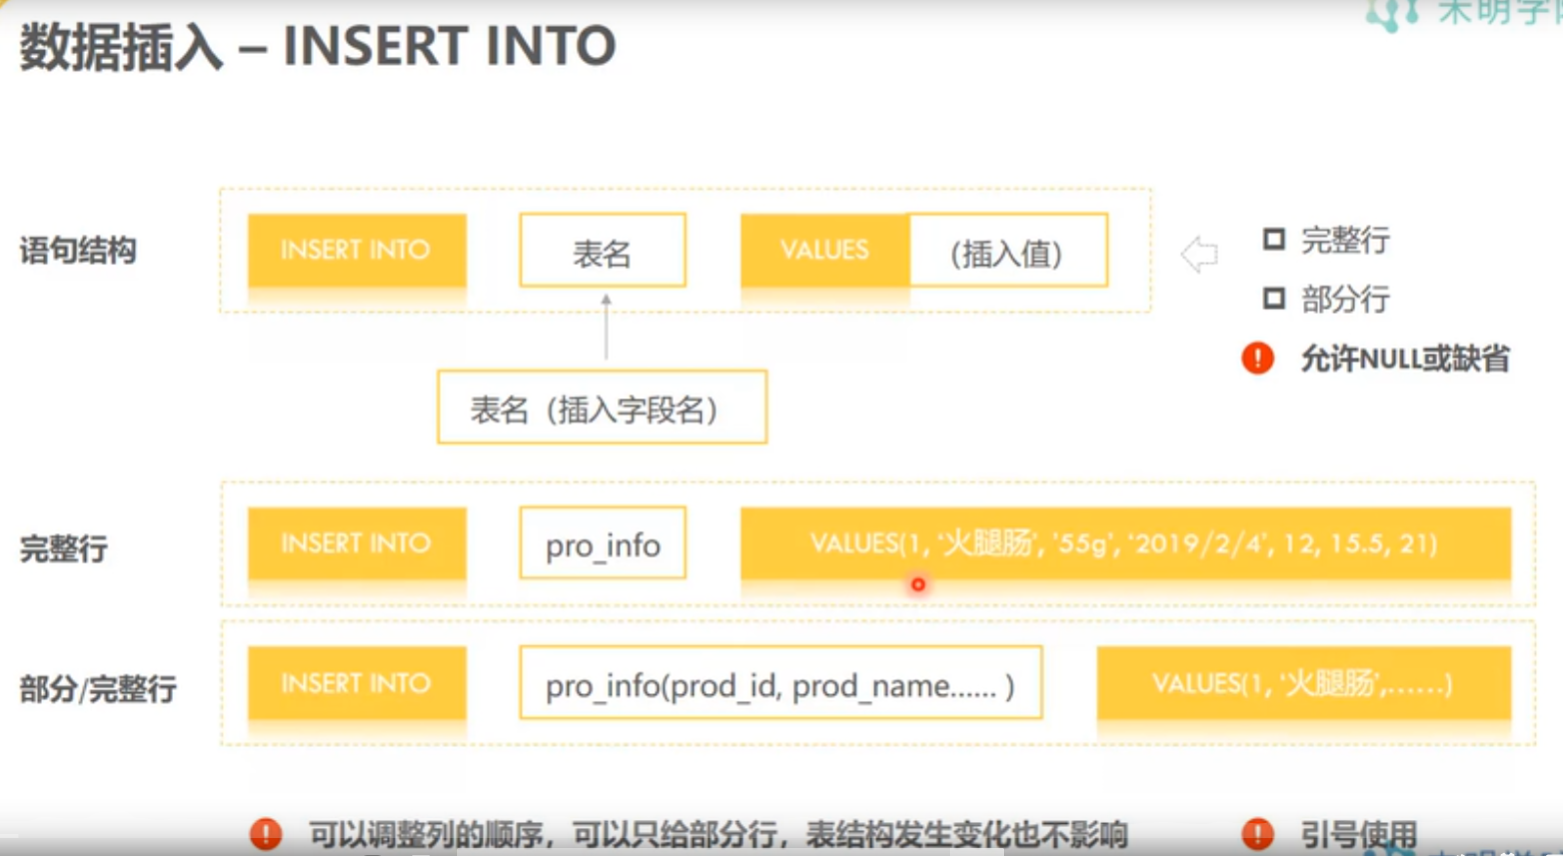 未明学
数据插入 – INSERT INTO
语句结构
INSERT INTO
表名
VALUES
(插入值)
完整行
部分行
允许NULL或缺省
表名（插入字段名）
完整行
INSERT INTO
pro_info
VALUES(1, ‘火腿肠’, ‘55g’, ‘2019/2/4’, 12, 15.5, 21)
部分/完整行
INSERT INTO
pro_info(prod_id, prod_name...... )
VALUES(1, ‘火腿肠’,......)
可以调整列的顺序，可以只给部分行，表结构发生变化也不影响
引号使用